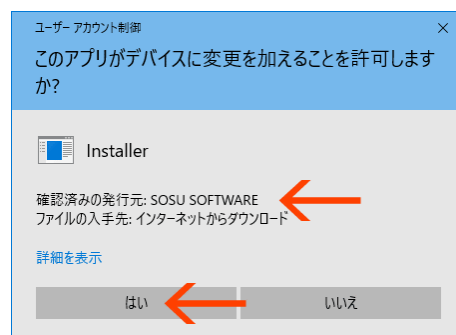 ユーザー アカウント制御
このアプリがデバイスに変更を加えることを許可します
か?
Installer
確認済みの発行元: SOSU SOFTWARE
ファイルの入手先: インターネットからダウンロード
詳細を表示
はい
いいえ